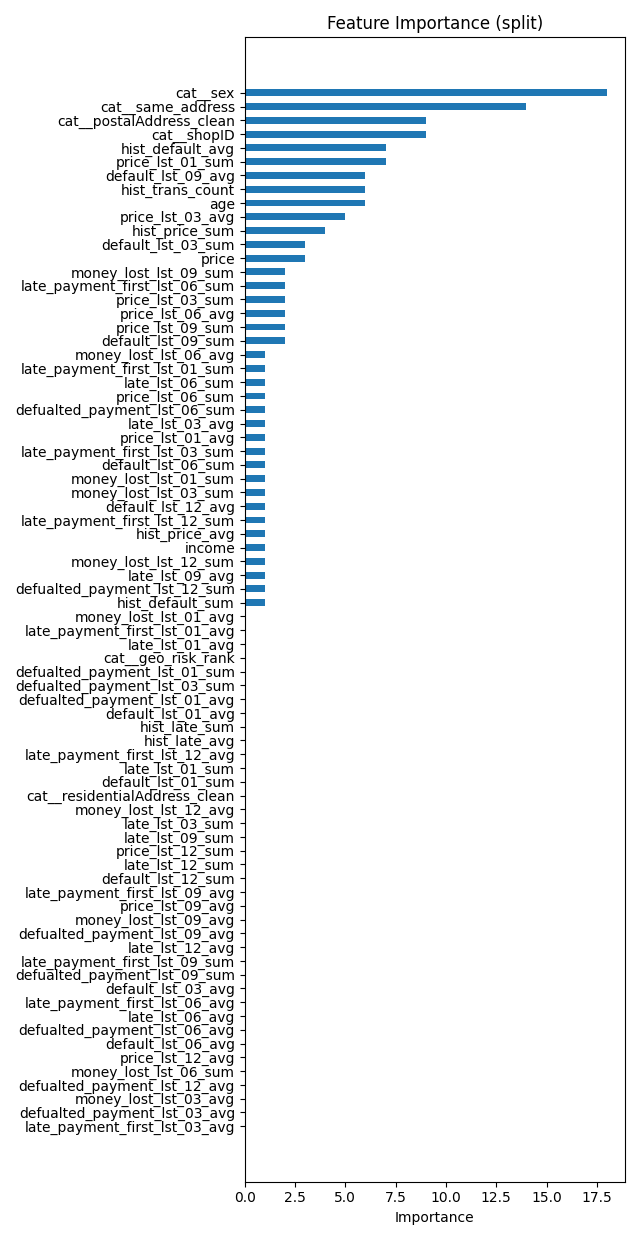 Feature Importance (split)
cat__sex
cat__same_address
cat__postalAddress_clean
cat__shopID
hist_default_avg
price_lst_01_sum
default_lst_09_avg
hist_trans_count
age
price_lst_03_avg
hist_price_sum
default_lst_03_sum
price
money_lost_lst_09_sum
late_payment_first_lst_06_sum
price_lst_03_sum
price_lst_06_avg
price_lst_09_sum
default_lst_09_sum
money_lost_lst_06_avg
late_payment_first_lst_01_sum
late_lst_06_sum
price_lst_06_sum
defualted_payment_lst_06_sum
late_lst_03_avg
price_lst_01_avg
late_payment_first_lst_03_sum
default_lst_06_sum
money_lost_lst_01_sum
money_lost_lst_03_sum
default_lst_12_avg
late_payment_first_lst_12_sum
hist_price_avg
income
money_lost_lst_12_sum
late_lst_09_avg
defualted_payment_lst_12_sum
hist_default_sum
money_lost_lst_01_avg
late_payment_first_lst_01_avg
late_lst_01_avg
cat__geo_risk_rank
defualted_payment_lst_01_sum
defualted_payment_lst_03_sum
defualted_payment_lst_01_avg
default_lst_01_avg
hist_late_sum
hist_late_avg
late_payment_first_lst_12_avg
late_lst_01_sum
default_lst_01_sum
cat__residentialAddress_clean
money_lost_lst_12_avg
late_lst_03_sum
late_lst_09_sum
price_lst_12_sum
late_lst_12_sum
default_lst_12_sum
late_payment_first_lst_09_avg
price_lst_09_avg
money_lost_lst_09_avg
defualted_payment_lst_09_avg
late_lst_12_avg
late_payment_first_lst_09_sum
defualted_payment_lst_09_sum
default_lst_03_avg
late_payment_first_lst_06_avg
late_lst_06_avg
defualted_payment_lst_06_avg
default_lst_06_avg
price_lst_12_avg
money_lost_lst_06_sum
defualted_payment_lst_12_avg
money_lost_lst_03_avg
defualted_payment_lst_03_avg
late_payment_first_lst_03_avg
0.0 2.5 5.0 7.5 10.0 12.5 15.0 17.5
Importance